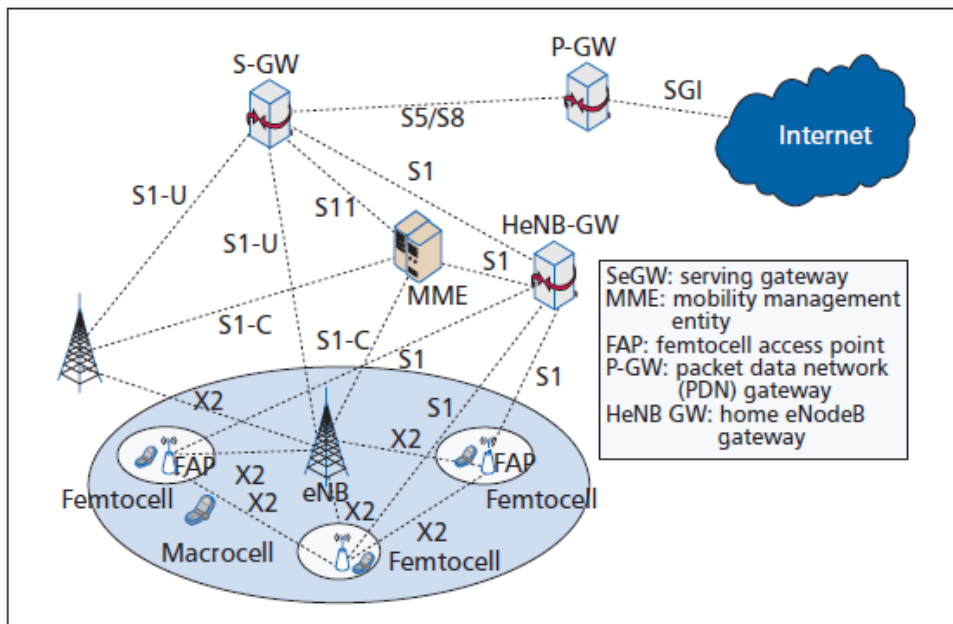 P-GW
S-GW
SGI
S5/S8
Internet
S1
S1-U
S11
HeNB-GW
S1-U
S1
MME
SeGW: serving gateway
MME: mobility management
entity
FAP: femtocell access point
P-GW: packet data network
(PDN) gateway
HeNB GW: home eNodeB
gateway
S1-C
S1-C
S1
S1
X2
S1
X2
FAP
FAP
X2
Femtocell
eNB
Femtocell
X2
X2
X2
Macrocell
Femtocell